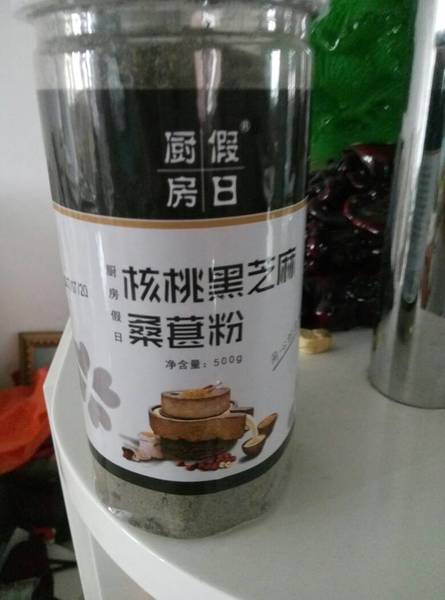 厨假®
房日
厨房假日
核桃黑芝麻
桑葚粉
净含量：500g